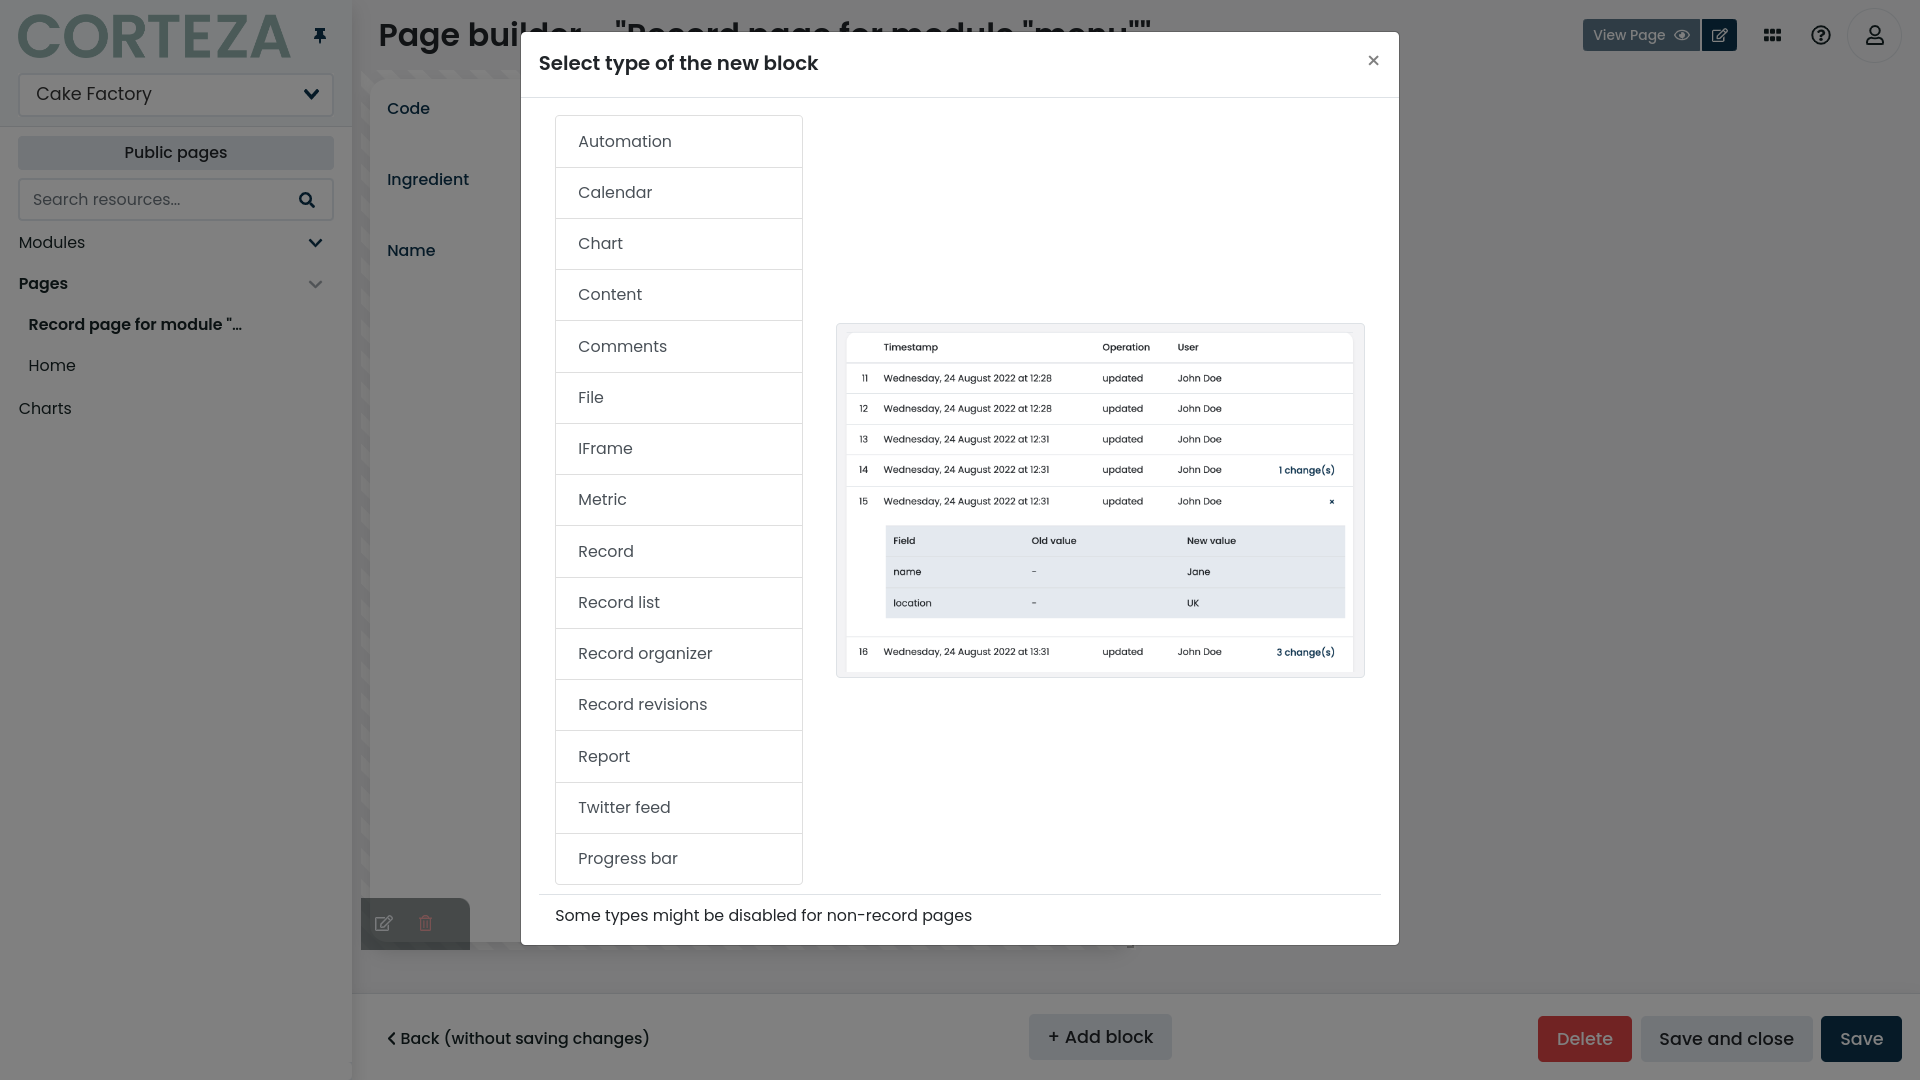 CORTEZA
Page builder - "Record page for module "menu""
View Page
Cake Factory
Public pages
Search resources...
Modules
Pages
Record page for module "...
Home
Charts
Code
Ingredient
Name
Select type of the new block
×
Automation
Calendar
Chart
Content
Comments
File
IFrame
Metric
Record
Record list
Record organizer
Record revisions
Report
Twitter feed
Progress bar
Timestamp Operation User
11 Wednesday, 24 August 2022 at 12:28 updated John Doe
12 Wednesday, 24 August 2022 at 12:28 updated John Doe
13 Wednesday, 24 August 2022 at 12:31 updated John Doe
14 Wednesday, 24 August 2022 at 12:31 updated John Doe 1 change(s)
15 Wednesday, 24 August 2022 at 12:31 updated John Doe ×
Field Old value New value
name - Jane
location - UK
16 Wednesday, 24 August 2022 at 13:31 updated John Doe 3 change(s)
Some types might be disabled for non-record pages
Back (without saving changes)
+ Add block
Delete
Save and close
Save